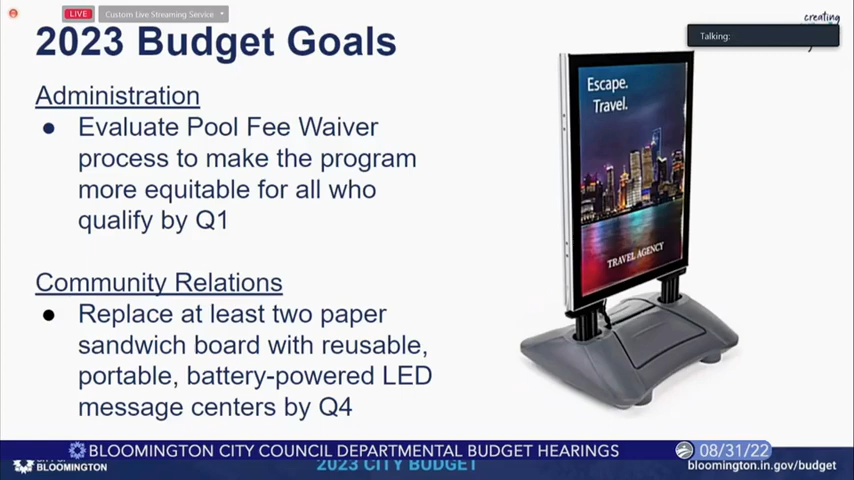 LIVE
Custom Live Streaming Service
creating
Talking:
2023 Budget Goals
Administration
● Evaluate Pool Fee Waiver
process to make the program
more equitable for all who
qualify by Q1
Community Relations
● Replace at least two paper
sandwich board with reusable,
portable, battery-powered LED
message centers by Q4
Escape.
Travel.
TRAVEL AGENCY
BLOOMINGTON CITY COUNCIL DEPARTMENTAL BUDGET HEARINGS
08/31/22
BLOOMINGTON
2023 CITY BUDGET
bloomington.in.gov/budget